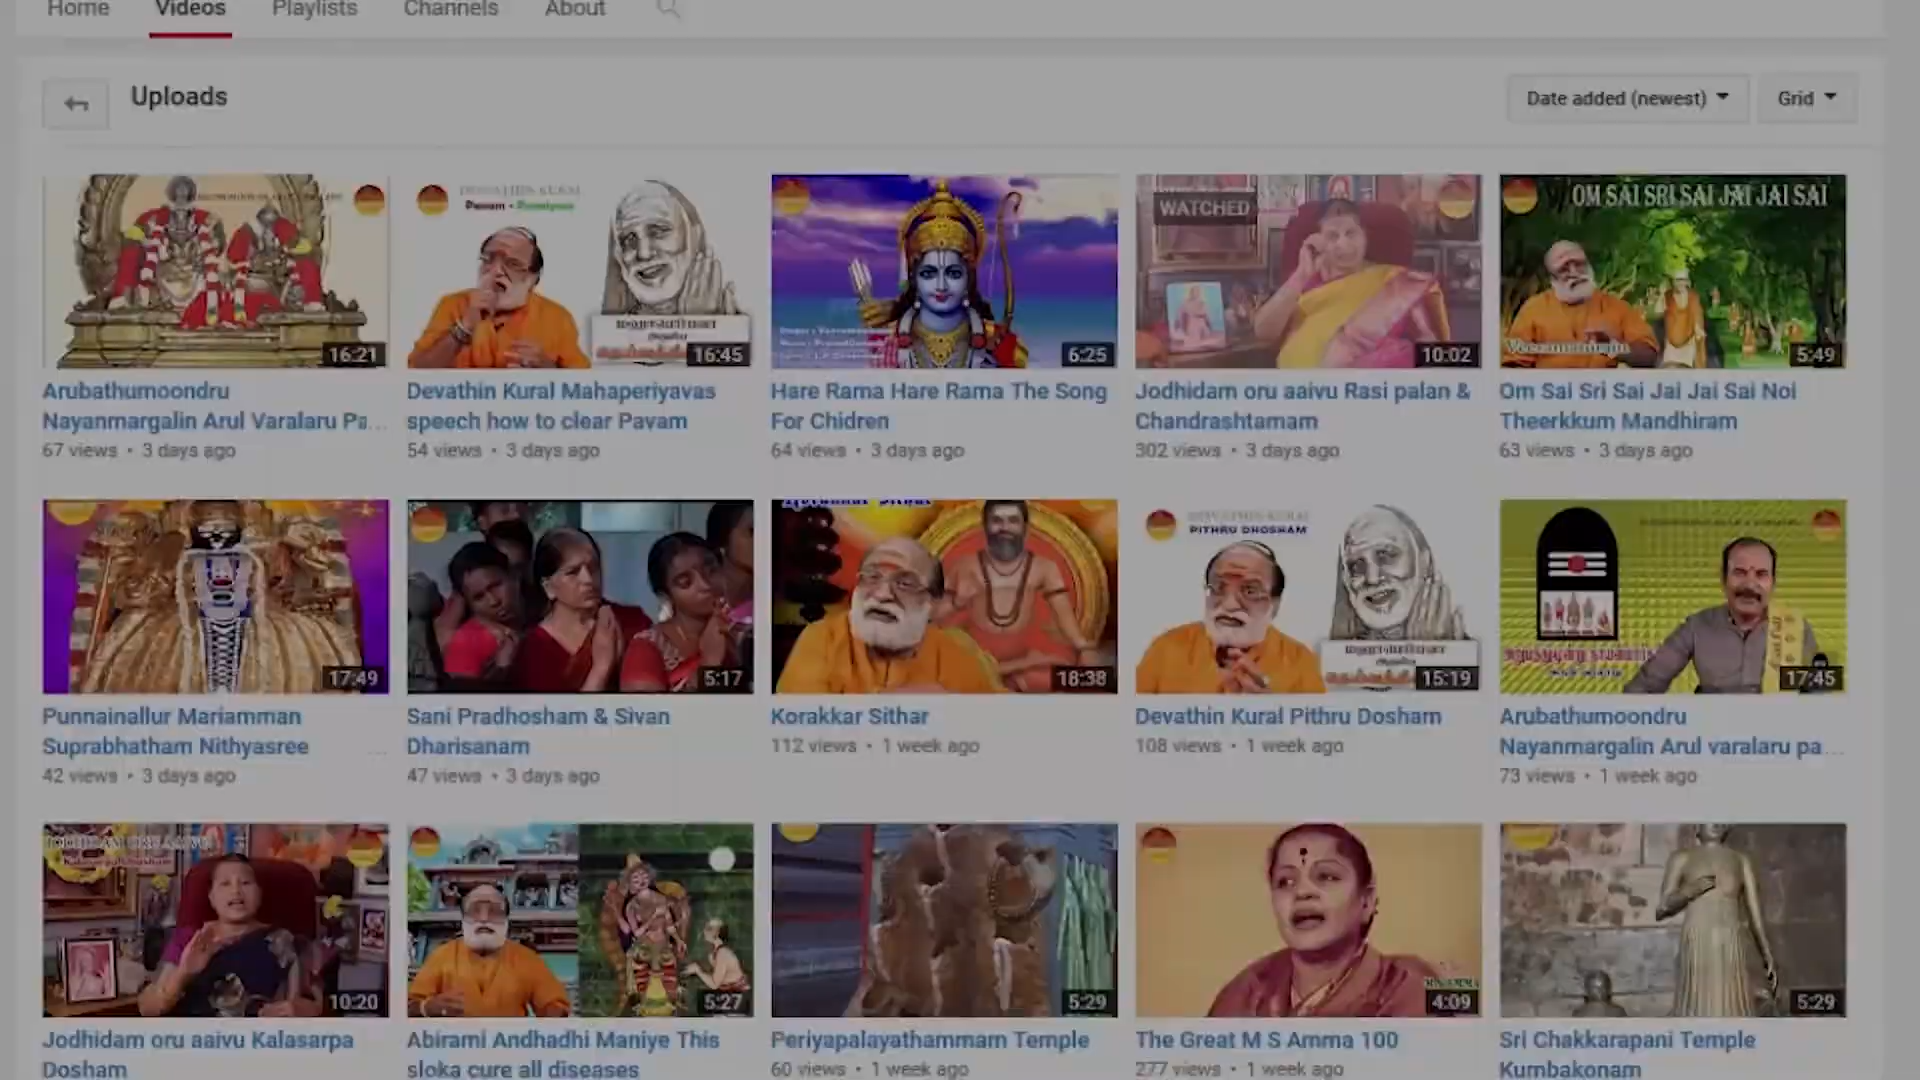 Home Videos Playlists Channels About
Uploads
Date added (newest) Grid
Pavam - Parigaram
WATCHED
OM SAI SRI SAI JAI JAI SAI
Veeramaniraju
16:21
16:45
6:25
10:02
5:49
Arubathumoondru
Nayanmargalin Arul Varalaru Pa...
67 views • 3 days ago
Devathin Kural Mahaperiyavas
speech how to clear Pavam
54 views • 3 days ago
Hare Rama Hare Rama The Song
For Chidren
64 views • 3 days ago
Jodhidam oru aaivu Rasi palan &
Chandrashtamam
302 views • 3 days ago
Om Sai Sri Sai Jai Jai Sai Noi
Theerkkum Mandhiram
63 views • 3 days ago
DEVATHIN KURAL
PITHRU DHOSHAM
17:49
5:17
18:38
15:19
17:45
Punnainallur Mariamman
Suprabhatham Nithyasree ...
42 views • 3 days ago
Sani Pradhosham & Sivan
Dharisanam
47 views • 3 days ago
Korakkar Sithar
112 views • 1 week ago
Devathin Kural Pithru Dosham
108 views • 1 week ago
Arubathumoondru
Nayanmargalin Arul varalaru pa...
73 views • 1 week ago
JODHIDAM ORU AAIVU
10:20
5:27
5:29
4:09
5:29
Jodhidam oru aaivu Kalasarpa
Dosham
Abirami Andhadhi Maniye This
sloka cure all diseases
Periyapalayathammam Temple
60 views • 1 week ago
The Great M S Amma 100
277 views • 1 week ago
Sri Chakkarapani Temple
Kumbakonam